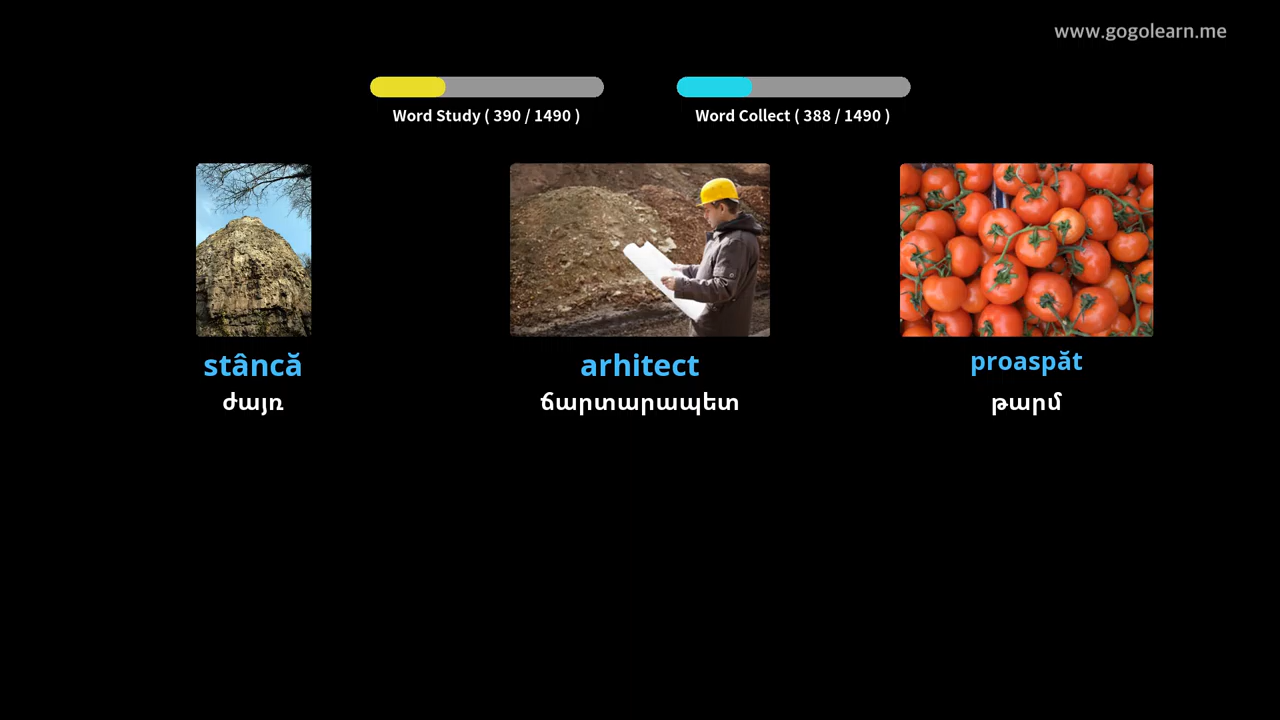 www.gogolearn.me
Word Study ( 390 / 1490 )
Word Collect ( 388 / 1490 )
stâncă
arhitect
proaspăt
ժայռ
ճարտարապետ
թարմ